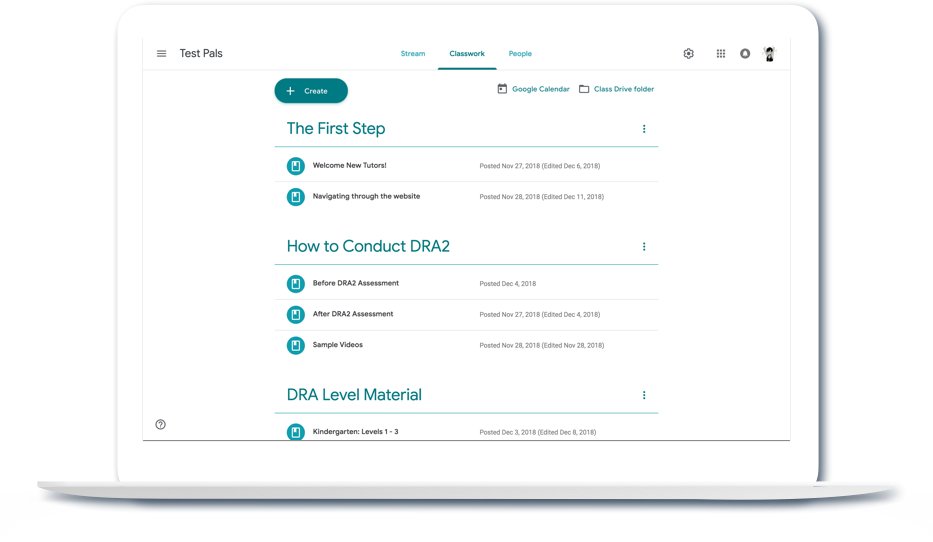 Test Pals
Stream Classwork People
Create
Google Calendar Class Drive folder
The First Step
Welcome New Tutors! Posted Nov 27, 2018 (Edited Dec 6, 2018)
Navigating through the website Posted Nov 28, 2018 (Edited Dec 11, 2018)
How to Conduct DRA2
Before DRA2 Assessment Posted Dec 4, 2018
After DRA2 Assessment Posted Nov 27, 2018 (Edited Dec 4, 2018)
Sample Videos Posted Nov 28, 2018 (Edited Nov 28, 2018)
DRA Level Material
Kindergarten: Levels 1 - 3 Posted Dec 3, 2018 (Edited Dec 8, 2018)